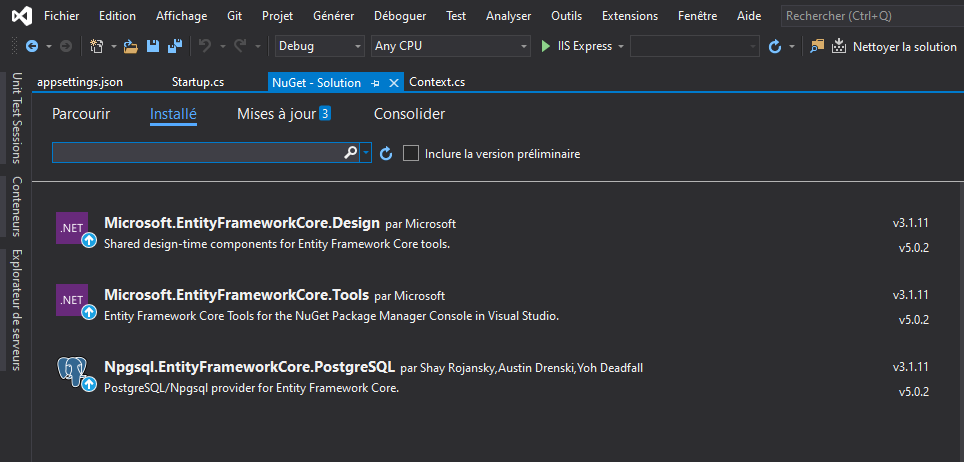 Fichier Edition Affichage Git Projet Générer Déboguer Test Analyser Outils Extensions Fenêtre Aide Rechercher (Ctrl+Q)
Debug Any CPU IIS Express Nettoyer la solution
appsettings.json Startup.cs NuGet - Solution Context.cs
Unit Test Sessions
Conteneurs
Explorateur de serveurs
Parcourir Installé Mises à jour 3 Consolider
Inclure la version préliminaire
.NET Microsoft.EntityFrameworkCore.Design par Microsoft v3.1.11
Shared design-time components for Entity Framework Core tools. v5.0.2
.NET Microsoft.EntityFrameworkCore.Tools par Microsoft v3.1.11
Entity Framework Core Tools for the NuGet Package Manager Console in Visual Studio. v5.0.2
Npgsql.EntityFrameworkCore.PostgreSQL par Shay Rojansky,Austin Drenski,Yoh Deadfall v3.1.11
PostgreSQL/Npgsql provider for Entity Framework Core. v5.0.2